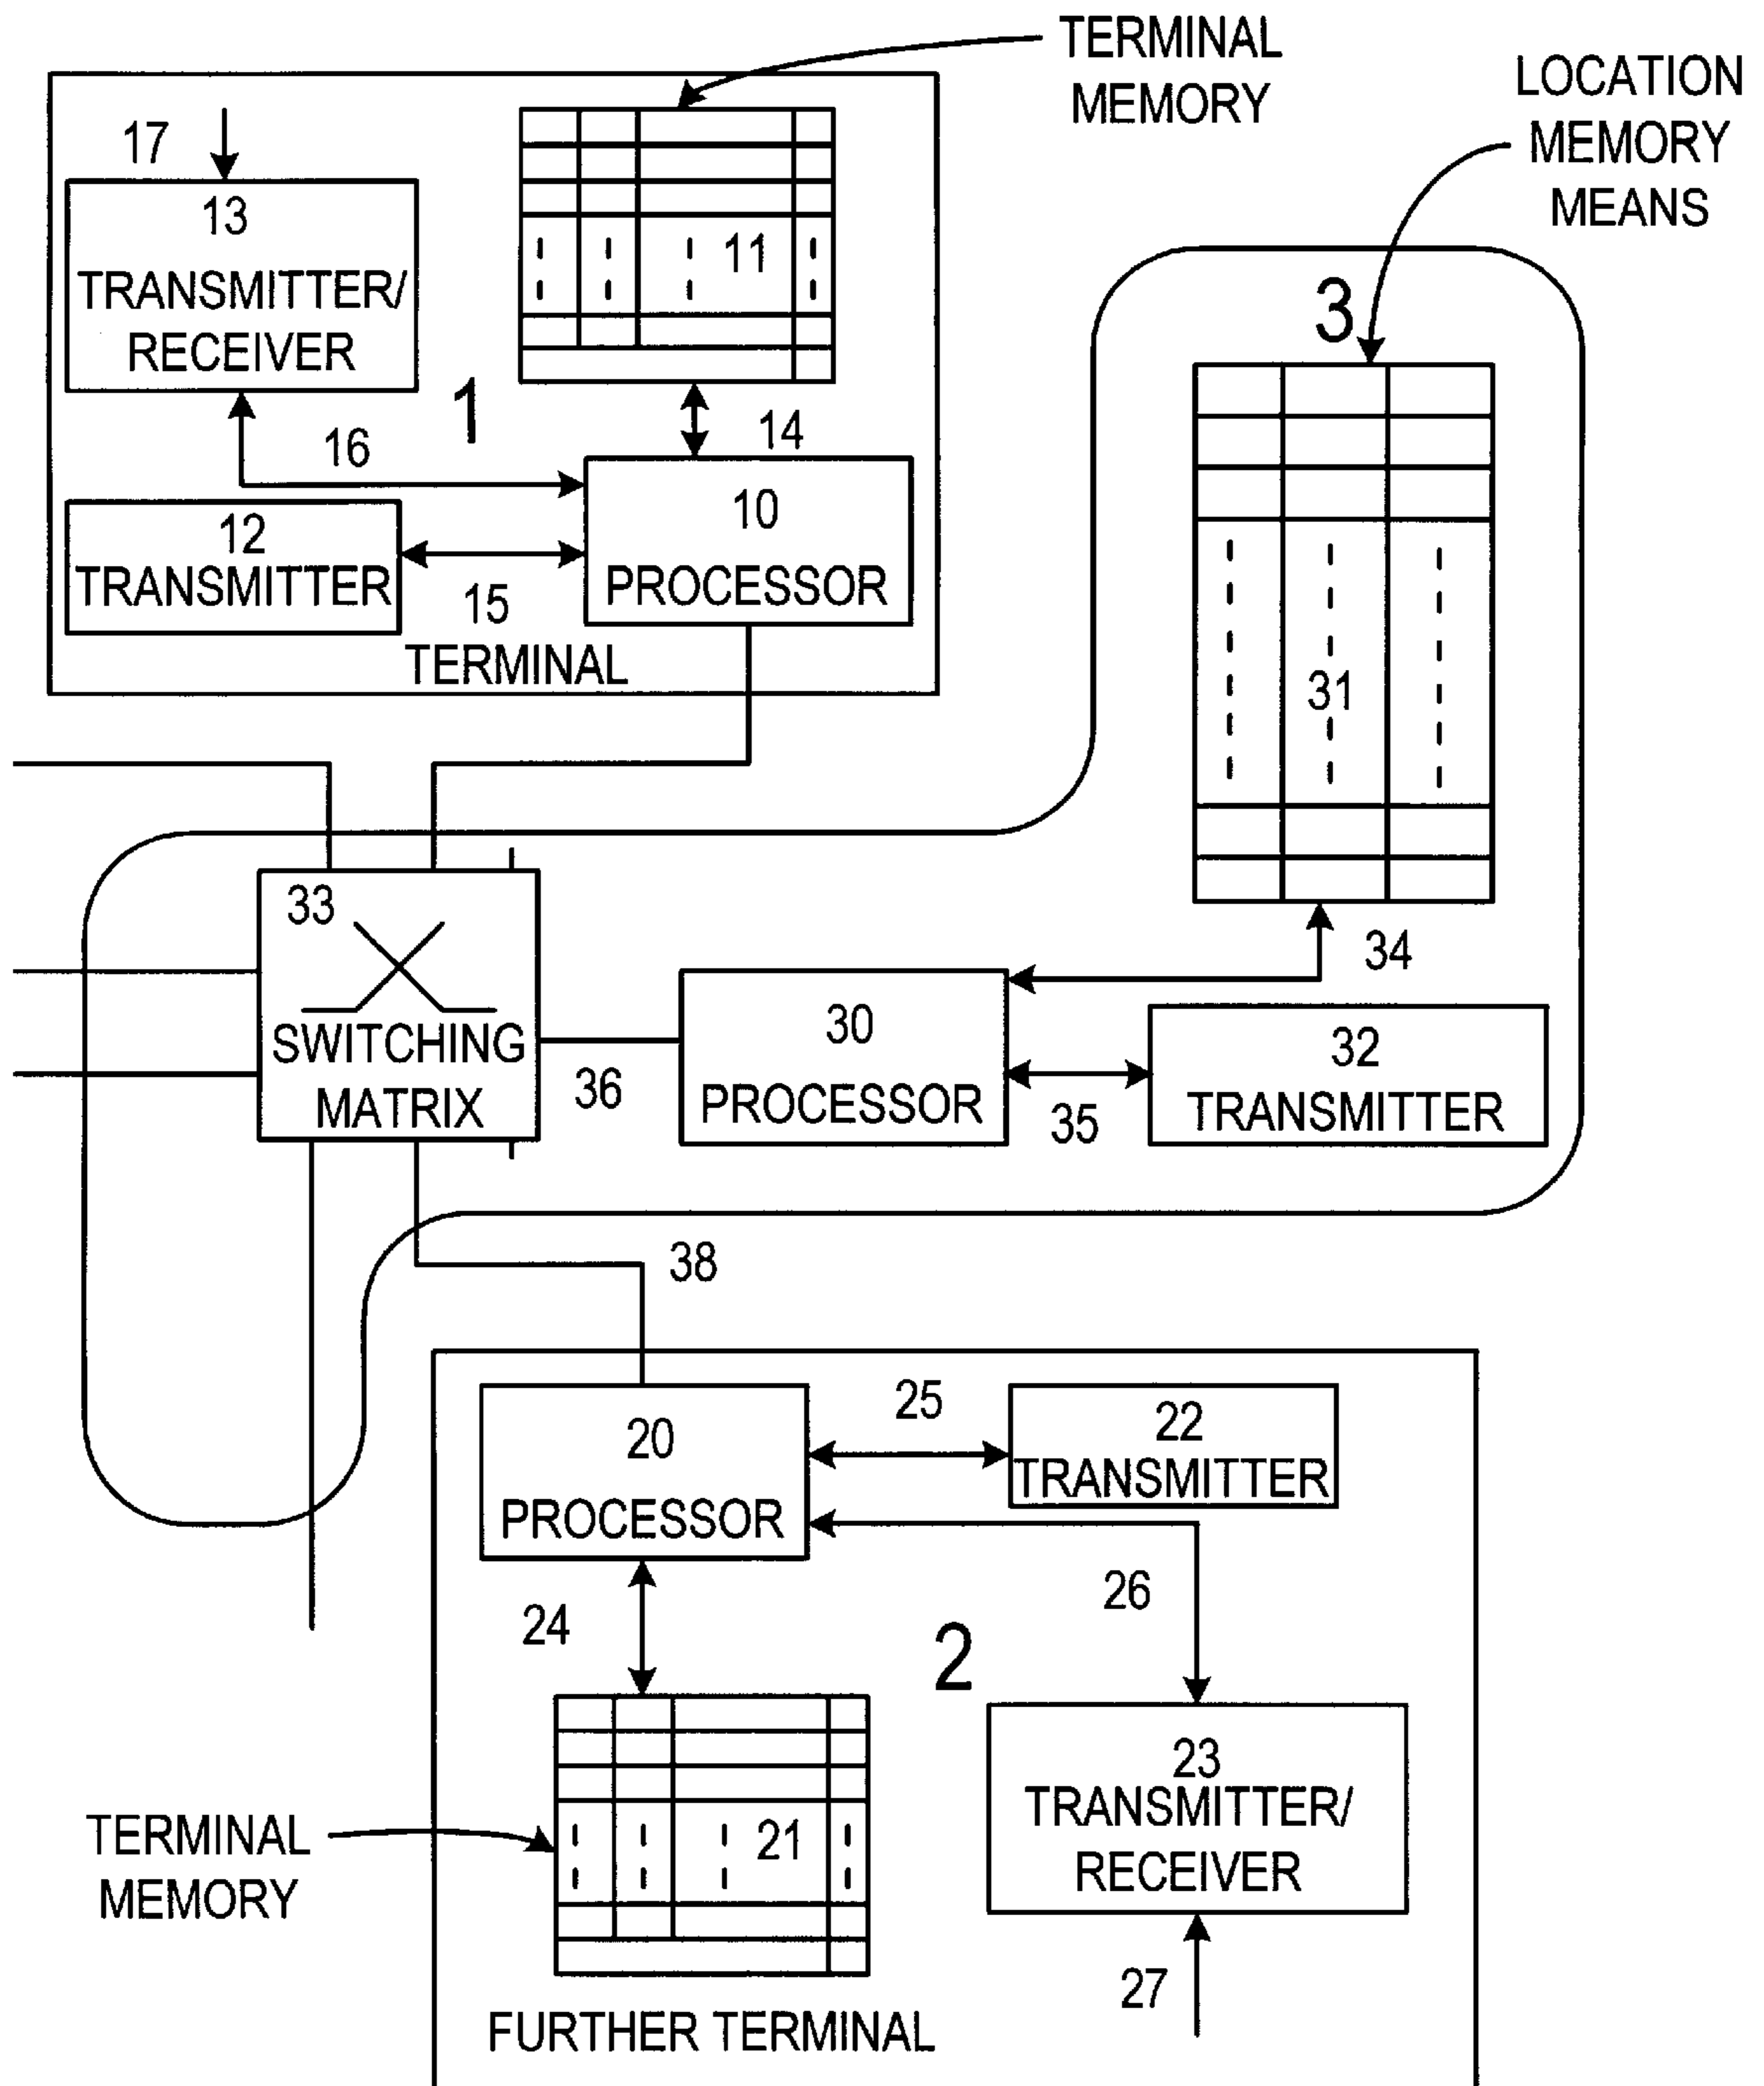 TERMINAL
MEMORY
LOCATION
MEMORY
MEANS
17
13
TRANSMITTER/
RECEIVER
11
3
1
16
14
12
TRANSMITTER
15
10
PROCESSOR
TERMINAL
31
33
SWITCHING
MATRIX
34
36
30
PROCESSOR
35
32
TRANSMITTER
38
20
PROCESSOR
25
22
TRANSMITTER
26
24
2
21
23
TRANSMITTER/
RECEIVER
TERMINAL
MEMORY
27
FURTHER TERMINAL